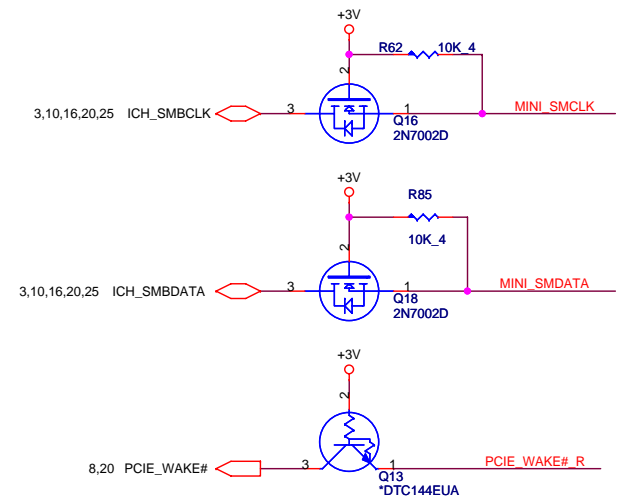 +3V
R62 10K_4
2
3,10,16,20,25 ICH_SMBCLK 3 1 MINI_SMCLK
Q16
2N7002D
+3V
R85
10K_4
2
3,10,16,20,25 ICH_SMBDATA 3 1 MINI_SMDATA
Q18
2N7002D
+3V
2
8,20 PCIE_WAKE# 3 1 PCIE_WAKE#_R
Q13
*DTC144EUA